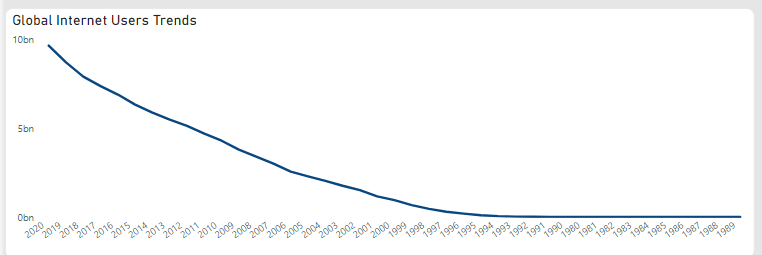 Global Internet Users Trends
10bn
5bn
0bn
2020 2019 2018 2017 2016 2015 2014 2013 2012 2011 2010 2009 2008 2007 2006 2005 2004 2003 2002 2001 2000 1999 1998 1997 1996 1995 1994 1993 1992 1991 1990 1980 1981 1982 1983 1984 1985 1986 1987 1988 1989